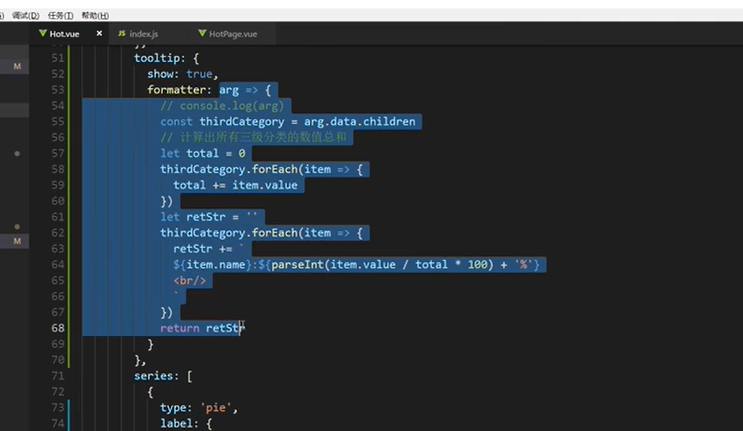 调试(D) 任务(T) 帮助(H)
Hot.vue × JS index.js HotPage.vue
M
M
51 tooltip: {
52 show: true,
53 formatter: arg => {
54 // console.log(arg)
55 const thirdCategory = arg.data.children
56 // 计算出所有三级分类的数值总和
57 let total = 0
58 thirdCategory.forEach(item => {
59 total += item.value
60 })
61 let retStr = ''
62 thirdCategory.forEach(item => {
63 retStr += `
64 ${item.name}:${parseInt(item.value / total * 100) + '%'}
65 <br/>
66 `
67 })
68 return retStr
69 }
70 },
71 series: [
72 {
73 type: 'pie',
74 label: {